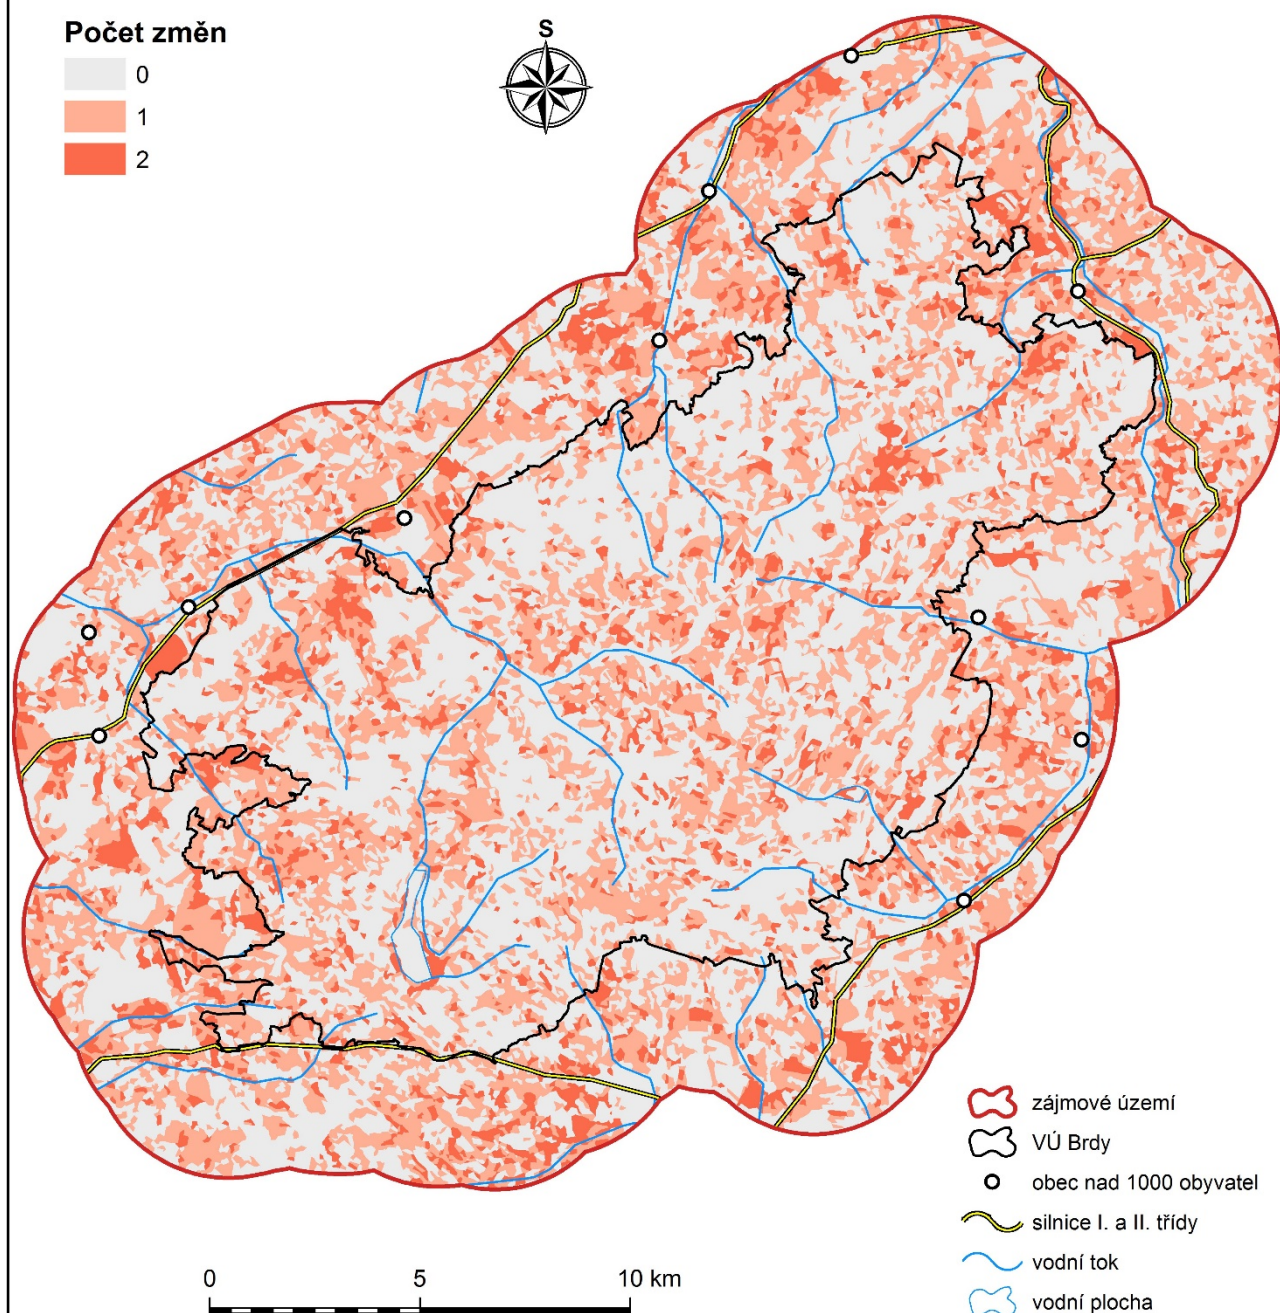 Počet změn
0
1
2
S
zájmové území
VÚ Brdy
obec nad 1000 obyvatel
silnice I. a II. třídy
vodní tok
vodní plocha
0 5 10 km